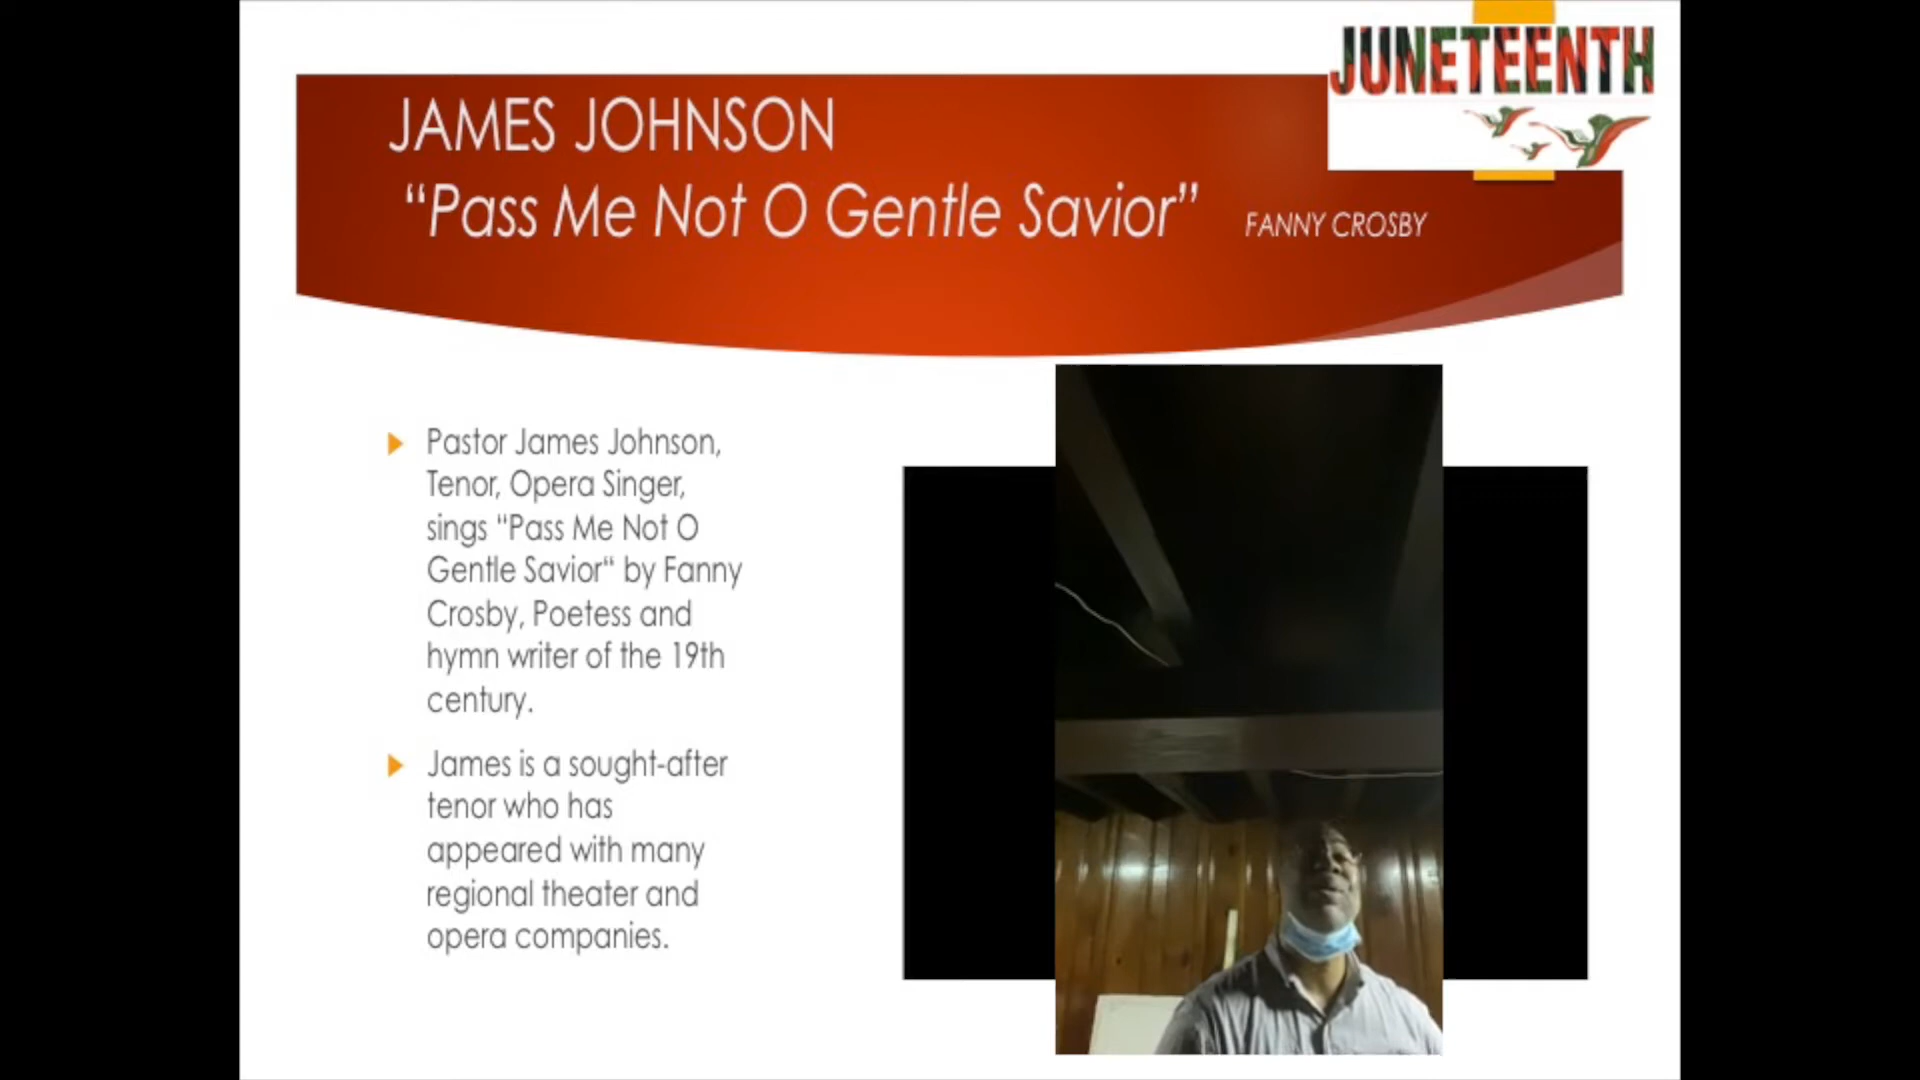 JUNETEENTH
JAMES JOHNSON
“Pass Me Not O Gentle Savior” FANNY CROSBY
Pastor James Johnson,
Tenor, Opera Singer,
sings “Pass Me Not O
Gentle Savior“ by Fanny
Crosby, Poetess and
hymn writer of the 19th
century.
James is a sought-after
tenor who has
appeared with many
regional theater and
opera companies.